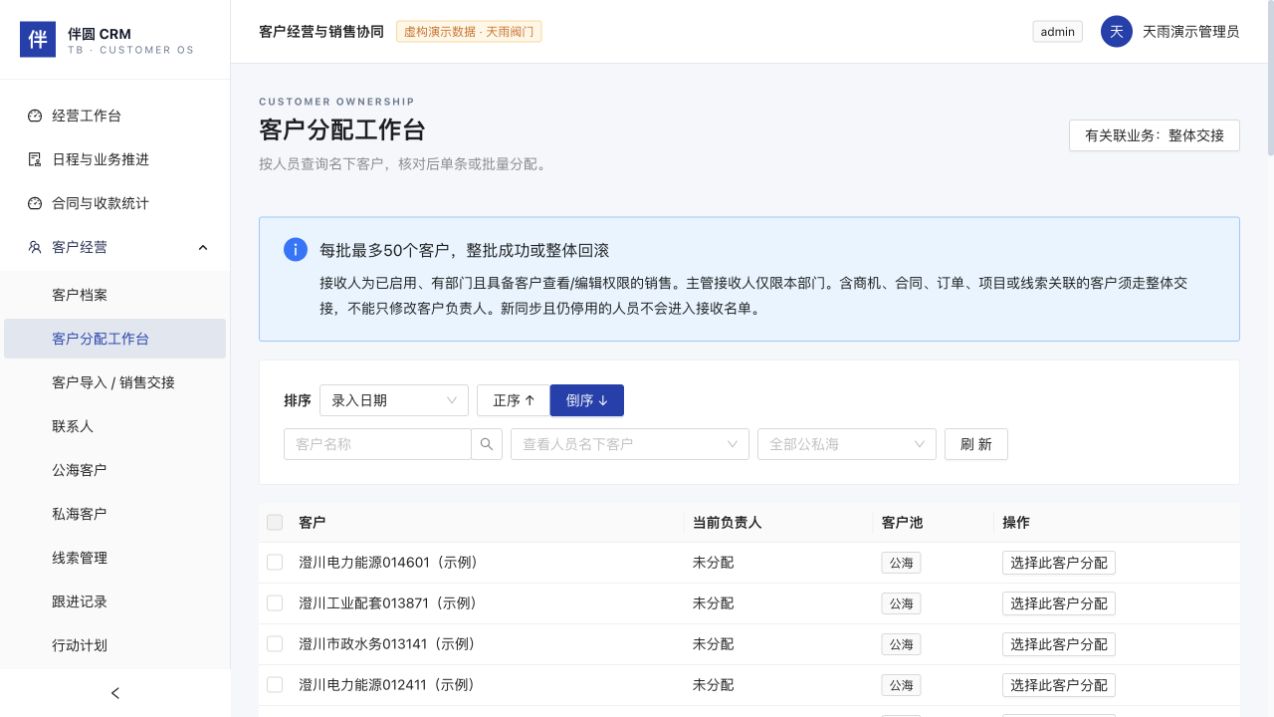 伴
伴圆 CRM
TB · CUSTOMER OS
客户经营与销售协同
虚构演示数据 · 天雨阀门
admin
天
天雨演示管理员
经营工作台
日程与业务推进
合同与收款统计
客户经营
客户档案
客户分配工作台
客户导入 / 销售交接
联系人
公海客户
私海客户
线索管理
跟进记录
行动计划
CUSTOMER OWNERSHIP
客户分配工作台
按人员查询名下客户，核对后单条或批量分配。
有关联业务：整体交接
每批最多50个客户，整批成功或整体回滚
接收人为已启用、有部门且具备客户查看/编辑权限的销售。主管接收人仅限本部门。含商机、合同、订单、项目或线索关联的客户须走整体交
接，不能只修改客户负责人。新同步且仍停用的人员不会进入接收名单。
排序 录入日期 正序 ↑ 倒序 ↓
客户名称 查看人员名下客户 全部公私海 刷 新
客户 当前负责人 客户池 操作
澄川电力能源014601（示例） 未分配 公海 选择此客户分配
澄川工业配套013871（示例） 未分配 公海 选择此客户分配
澄川市政水务013141（示例） 未分配 公海 选择此客户分配
澄川电力能源012411（示例） 未分配 公海 选择此客户分配